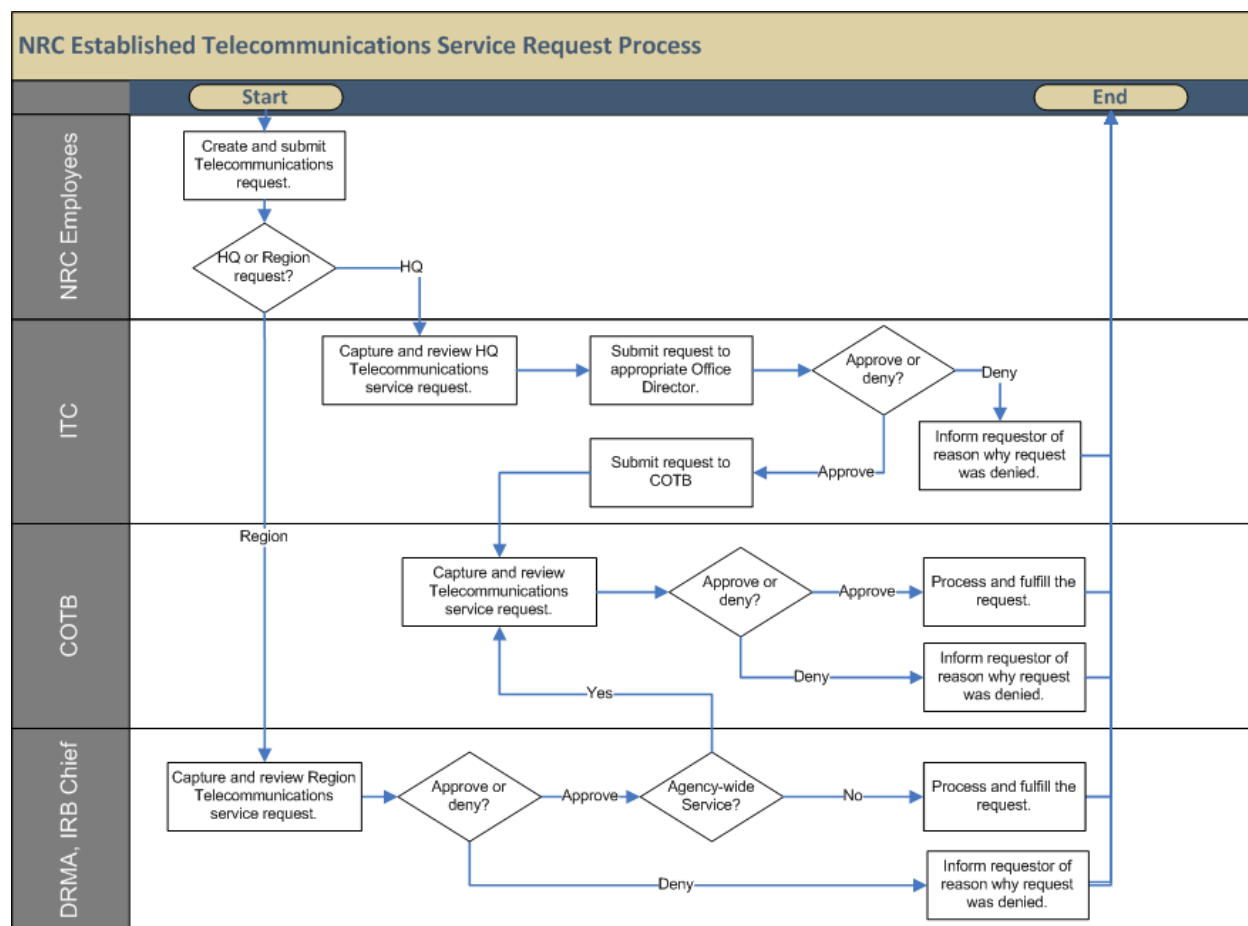 NRC Established Telecommunications Service Request Process
Start
End
NRC Employees
Create and submit
Telecommunications
request.
HQ or Region
request?
HQ
ITC
Capture and review HQ
Telecommunications
service request.
Submit request to
appropriate Office
Director.
Approve or
deny?
Deny
Inform requestor of
reason why request
was denied.
Approve
Submit request to
COTB
Region
COTB
Capture and review
Telecommunications
service request.
Approve or
deny?
Approve
Process and fulfill the
request.
Deny
Inform requestor of
reason why request
was denied.
Yes
DRMA, IRB Chief
Capture and review Region
Telecommunications
service request.
Approve or
deny?
Approve
Agency-wide
Service?
No
Process and fulfill the
request.
Deny
Inform requestor of
reason why request
was denied.